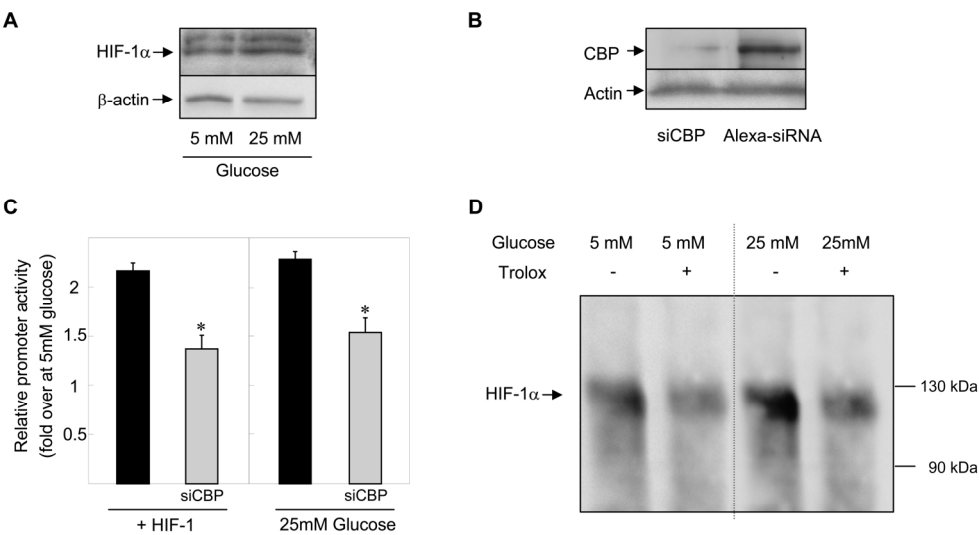 A
HIF-1α
β-actin
5 mM 25 mM
Glucose
B
CBP
Actin
siCBP Alexa-siRNA
C
Relative promoter activity
(fold over at 5mM glucose)
2
1.5
1
0.5
*
*
siCBP siCBP
+ HIF-1 25mM Glucose
D
Glucose 5 mM 5 mM 25 mM 25mM
Trolox - + - +
HIF-1α
130 kDa
90 kDa